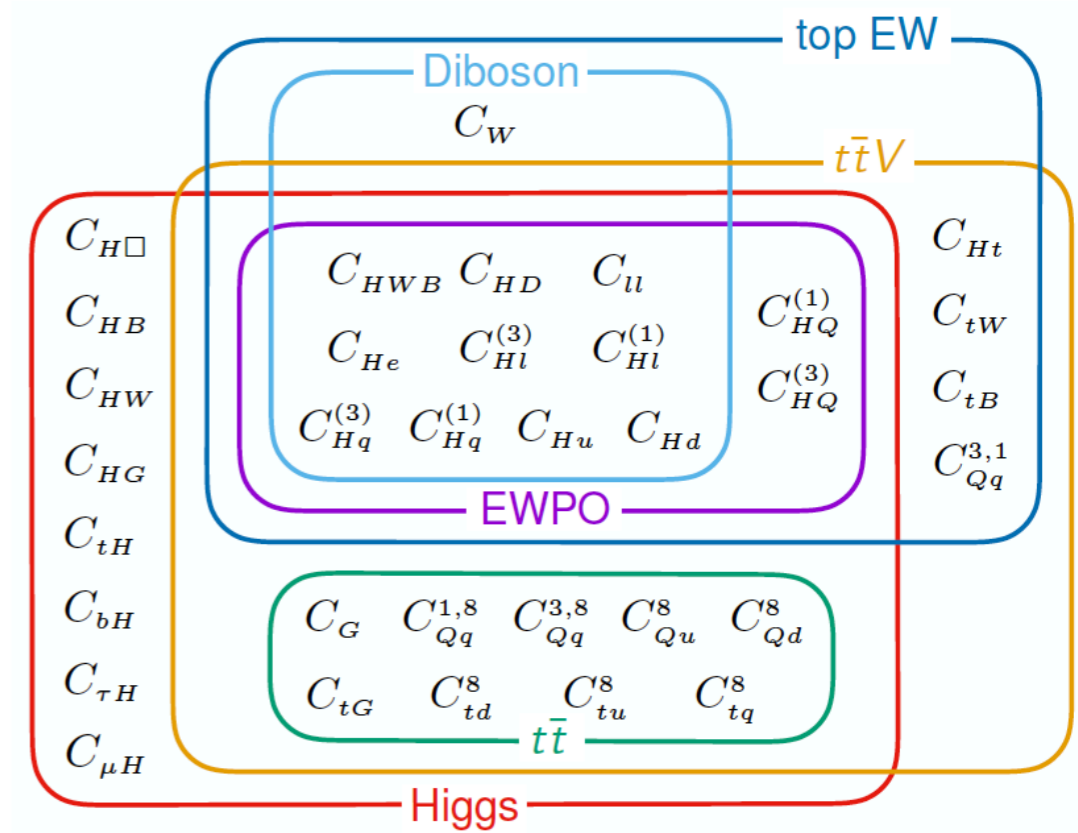 top EW
Diboson
C_W
t\bar{t}V
C_{H□}
C_{HB}
C_{HW}
C_{HG}
C_{tH}
C_{bH}
C_{τH}
C_{μH}
C_{HWB} C_{HD} C_{ll}
C_{He} C_{Hl}^{(3)} C_{Hl}^{(1)}
C_{Hq}^{(3)} C_{Hq}^{(1)} C_{Hu} C_{Hd}
C_{HQ}^{(1)}
C_{HQ}^{(3)}
EWPO
C_{Ht}
C_{tW}
C_{tB}
C_{Qq}^{3,1}
C_G C_{Qq}^{1,8} C_{Qq}^{3,8} C_{Qu}^{8} C_{Qd}^{8}
C_{tG} C_{td}^{8} C_{tu}^{8} C_{tq}^{8}
t\bar{t}
Higgs